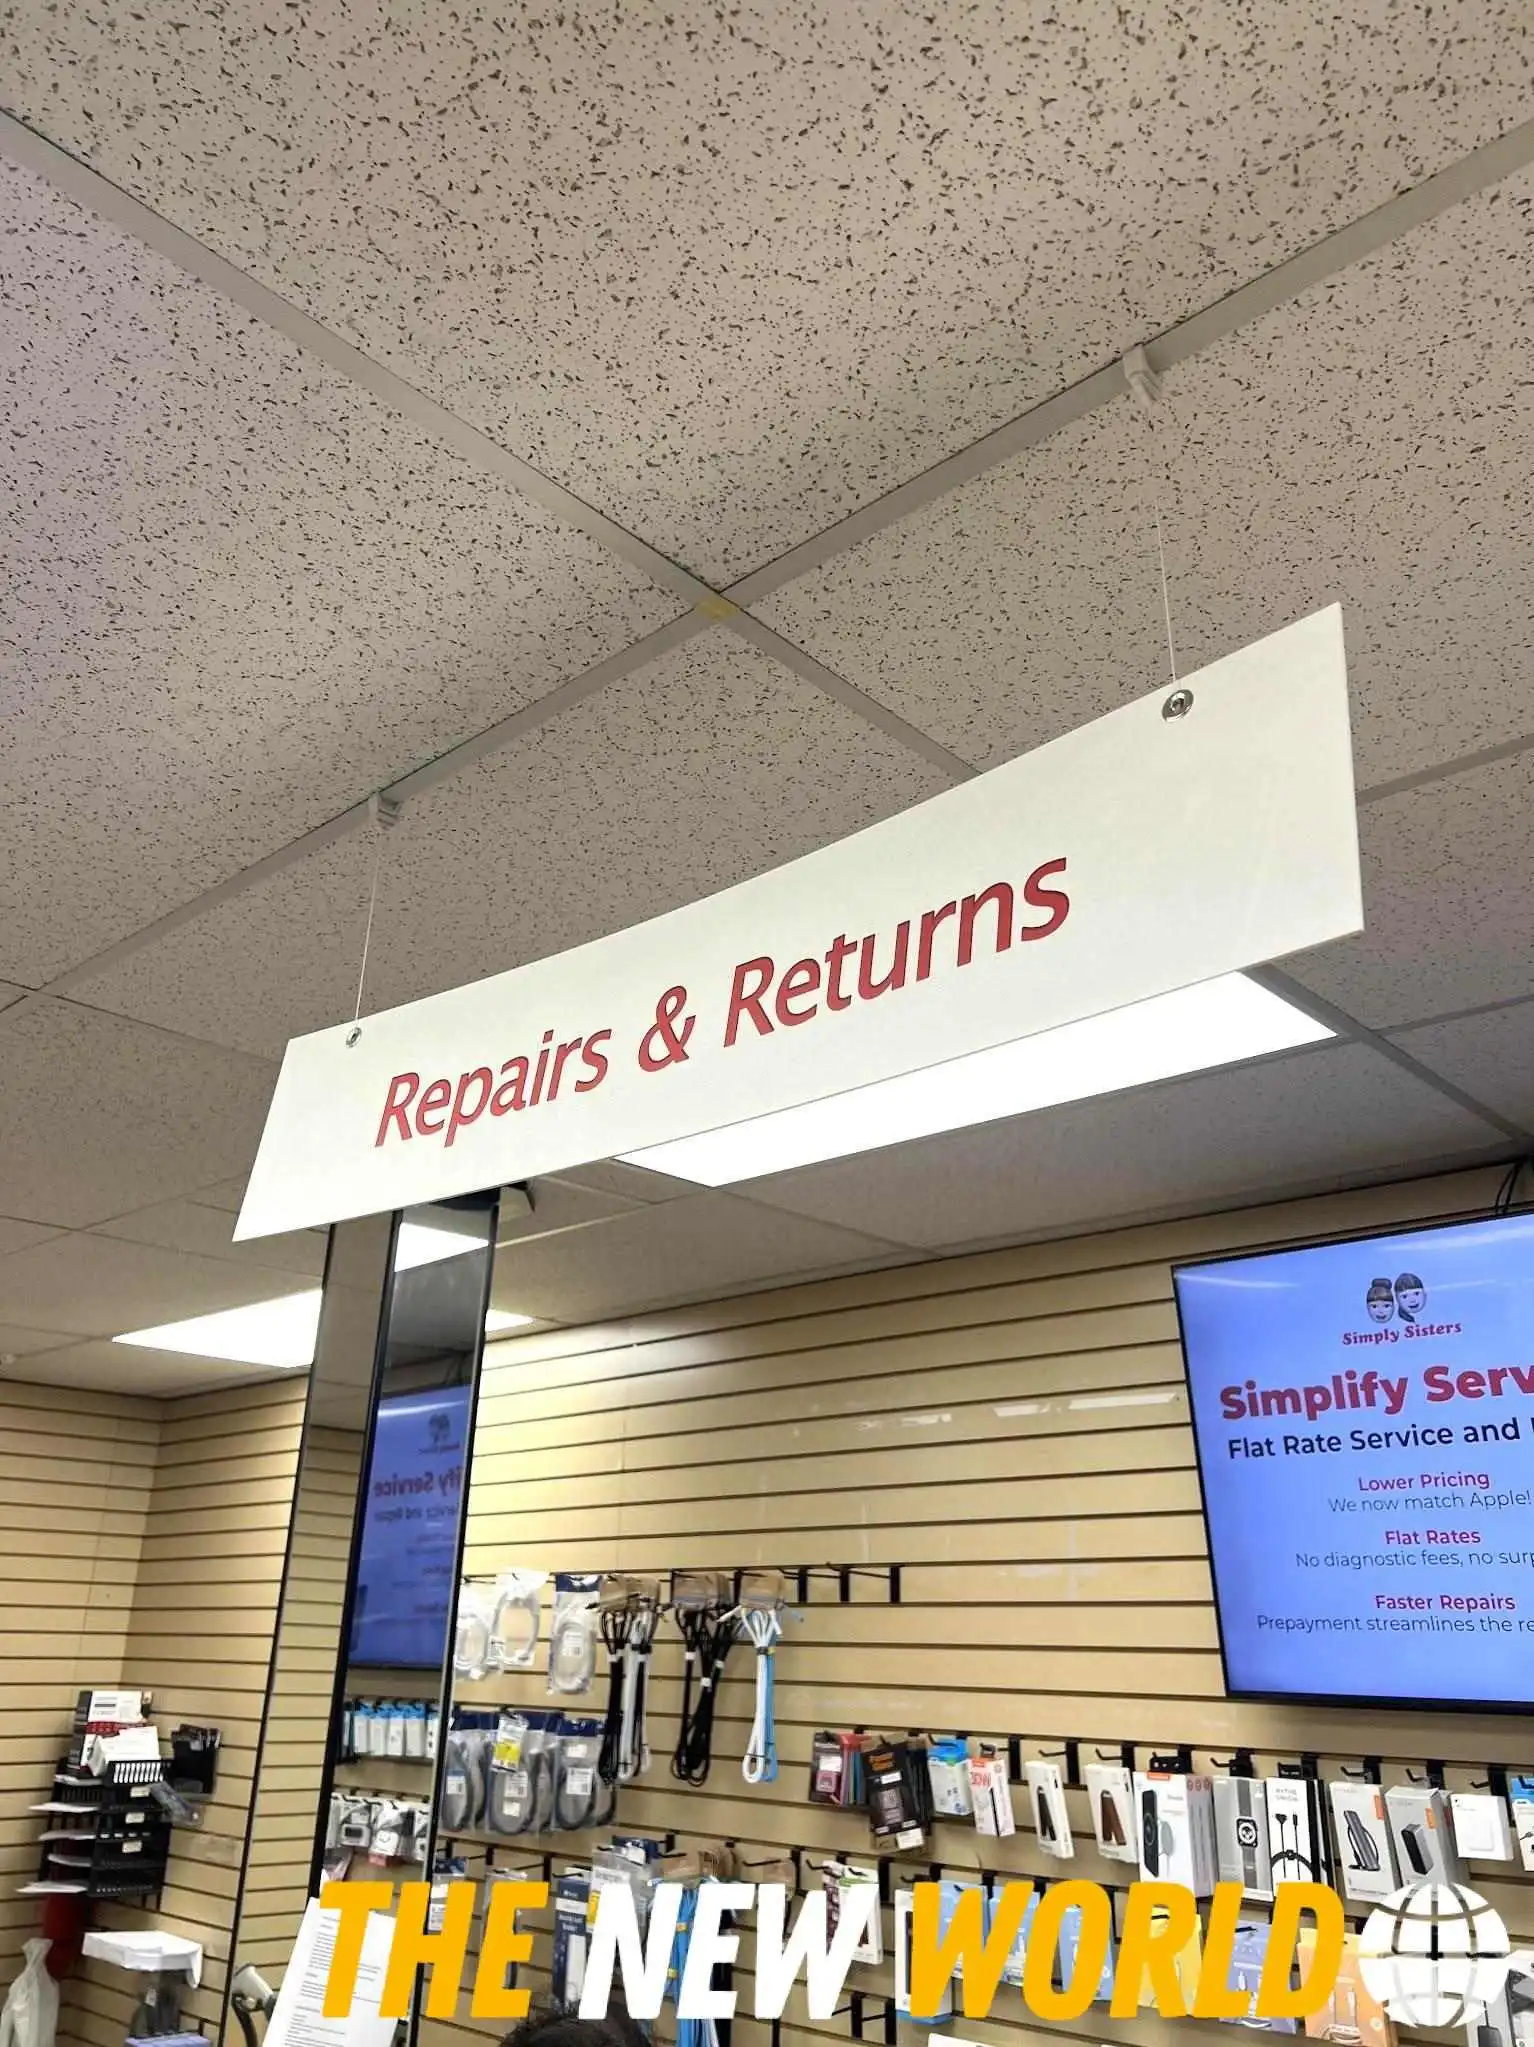 Repairs & Returns
Simply Sisters
Simplify Serv
Flat Rate Service and
Lower Pricing
We now match Apple!
Flat Rates
No diagnostic fees, no surp
Faster Repairs
Prepayment streamlines the re
THE NEW WORLD